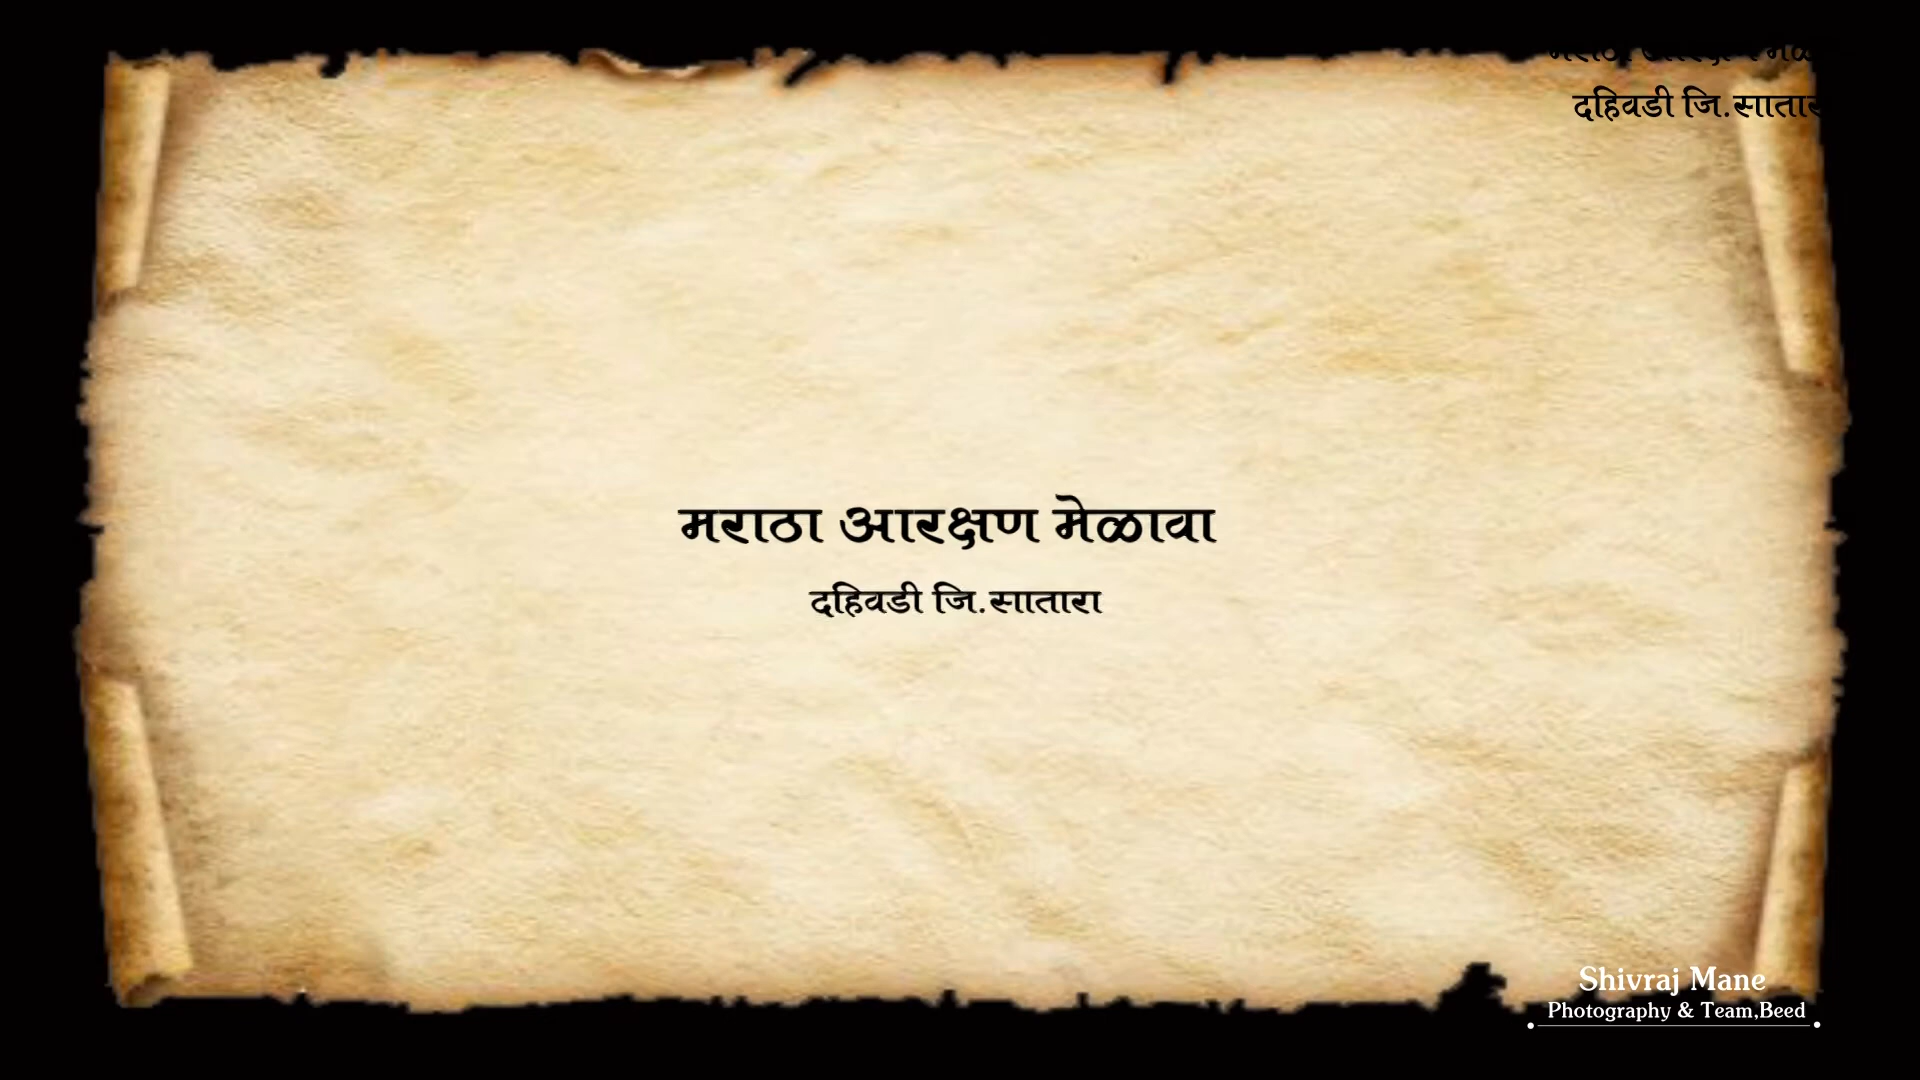 दहिवडी जि.सातारा
मराठा आरक्षण मेळावा
दहिवडी जि.सातारा
Shivraj Mane
Photography & Team,Beed